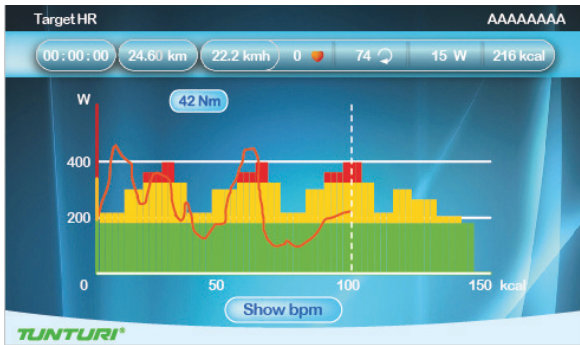 Target HR AAAAAAAA
00:00:00 24.60 km 22.2 kmh 0 74 15 W 216 kcal
W 42 Nm
400
200
0 50 100 150 kcal
Show bpm
TUNTURI®